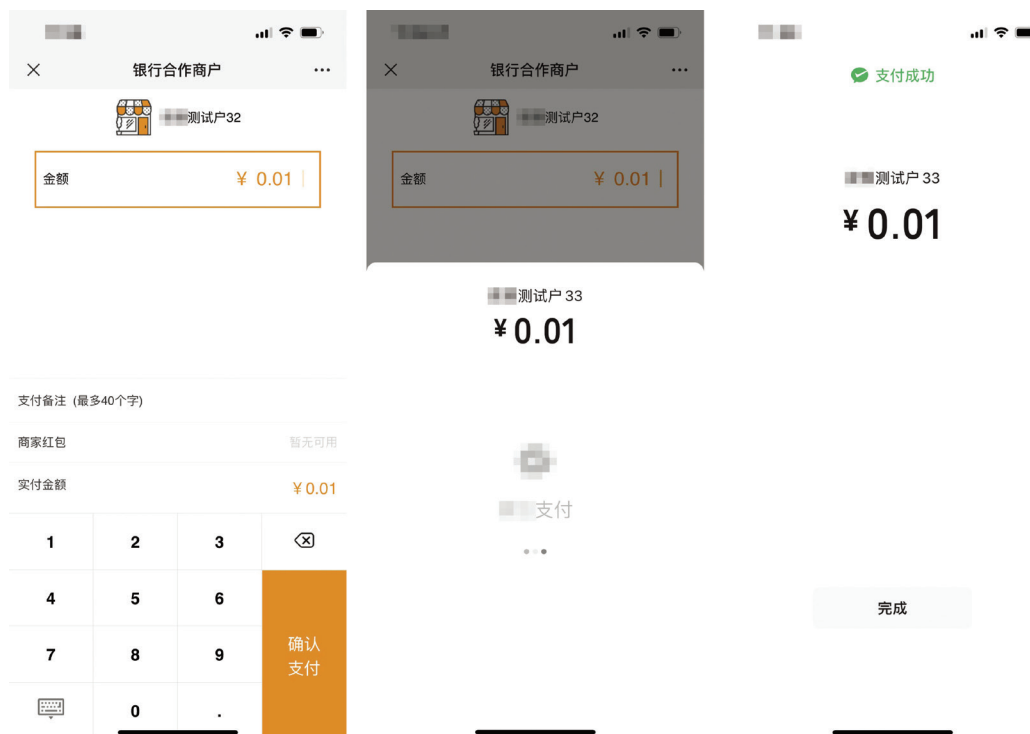 银行合作商户
测试户32
金额 ¥ 0.01
支付备注 (最多40个字)
商家红包 暂无可用
实付金额 ¥ 0.01
1 2 3
4 5 6
7 8 9
0 .
确认
支付
银行合作商户
测试户32
金额 ¥ 0.01
测试户 33
¥ 0.01
支付
支付成功
测试户 33
¥ 0.01
完成